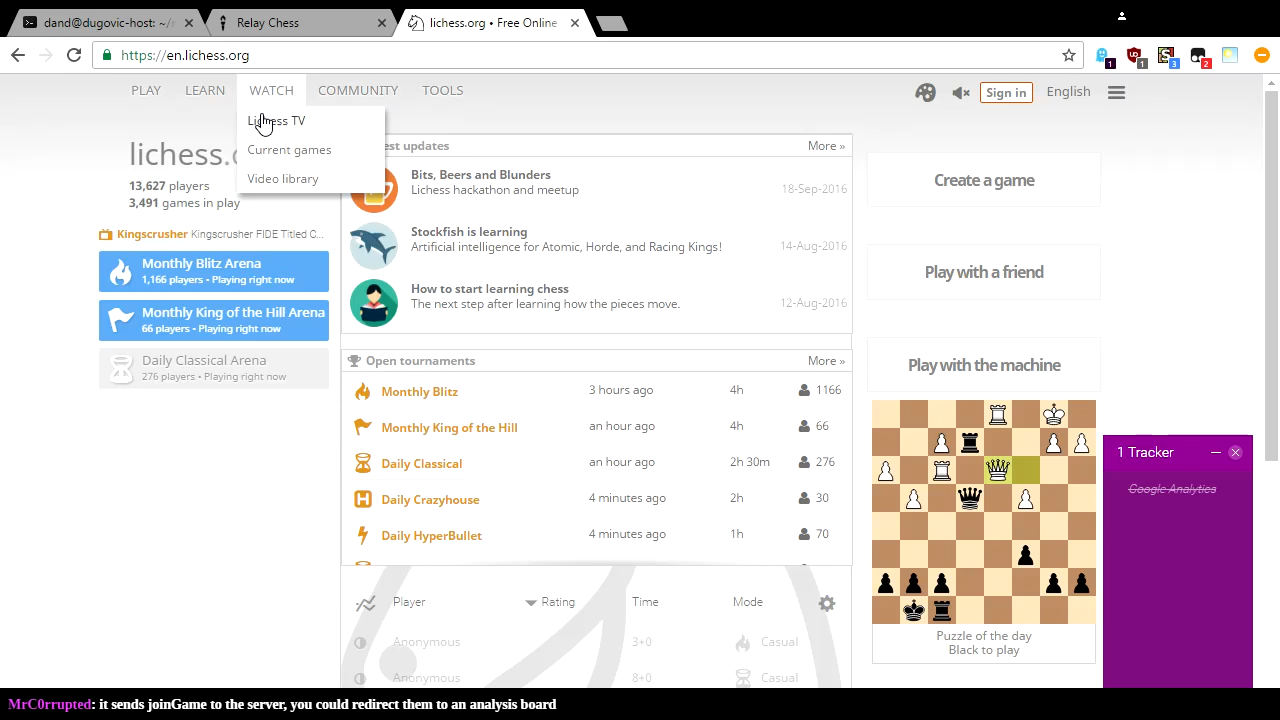 dand@dugovic-host: ~/r
Relay Chess
lichess.org • Free Online
https://en.lichess.org
1
1
3
2
PLAY
LEARN
WATCH
COMMUNITY
TOOLS
Sign in
English
Lichess TV
Current games
Video library
13,627 players
3,491 games in play
Kingscrusher Kingscrusher FIDE Titled C...
Monthly Blitz Arena
1,166 players • Playing right now
Monthly King of the Hill Arena
66 players • Playing right now
Daily Classical Arena
276 players • Playing right now
updates
More »
Bits, Beers and Blunders
Lichess hackathon and meetup
18-Sep-2016
Stockfish is learning
Artificial intelligence for Atomic, Horde, and Racing Kings!
14-Aug-2016
How to start learning chess
The next step after learning how the pieces move.
12-Aug-2016
Open tournaments
More »
Monthly Blitz 3 hours ago 4h 1166
Monthly King of the Hill an hour ago 4h 66
Daily Classical an hour ago 2h 30m 276
Daily Crazyhouse 4 minutes ago 2h 30
Daily HyperBullet 4 minutes ago 1h 70
Player Rating Time Mode
Anonymous 3+0 Casual
Anonymous 8+0 Casual
Create a game
Play with a friend
Play with the machine
Puzzle of the day
Black to play
1 Tracker
Google Analytics
MrC0rrupted: it sends joinGame to the server, you could redirect them to an analysis board